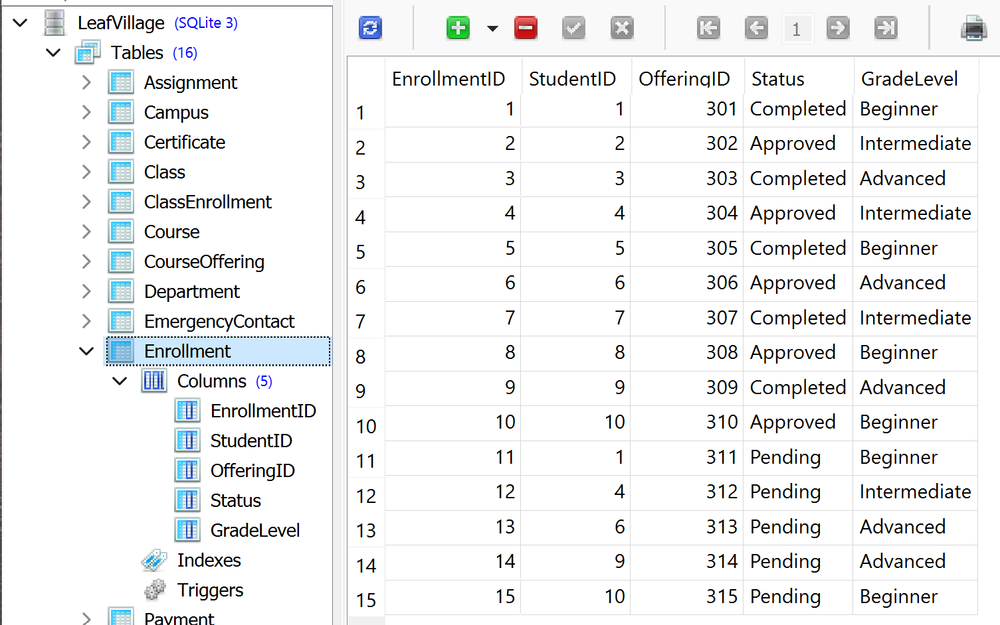 LeafVillage (SQLite 3)
Tables (16)
Assignment
Campus
Certificate
Class
ClassEnrollment
Course
CourseOffering
Department
EmergencyContact
Enrollment
Columns (5)
EnrollmentID
StudentID
OfferingID
Status
GradeLevel
Indexes
Triggers
Payment
1
EnrollmentID StudentID OfferingID Status GradeLevel
1 1 1 301 Completed Beginner
2 2 2 302 Approved Intermediate
3 3 3 303 Completed Advanced
4 4 4 304 Approved Intermediate
5 5 5 305 Completed Beginner
6 6 6 306 Approved Advanced
7 7 7 307 Completed Intermediate
8 8 8 308 Approved Beginner
9 9 9 309 Completed Advanced
10 10 10 310 Approved Beginner
11 11 1 311 Pending Beginner
12 12 4 312 Pending Intermediate
13 13 6 313 Pending Advanced
14 14 9 314 Pending Advanced
15 15 10 315 Pending Beginner